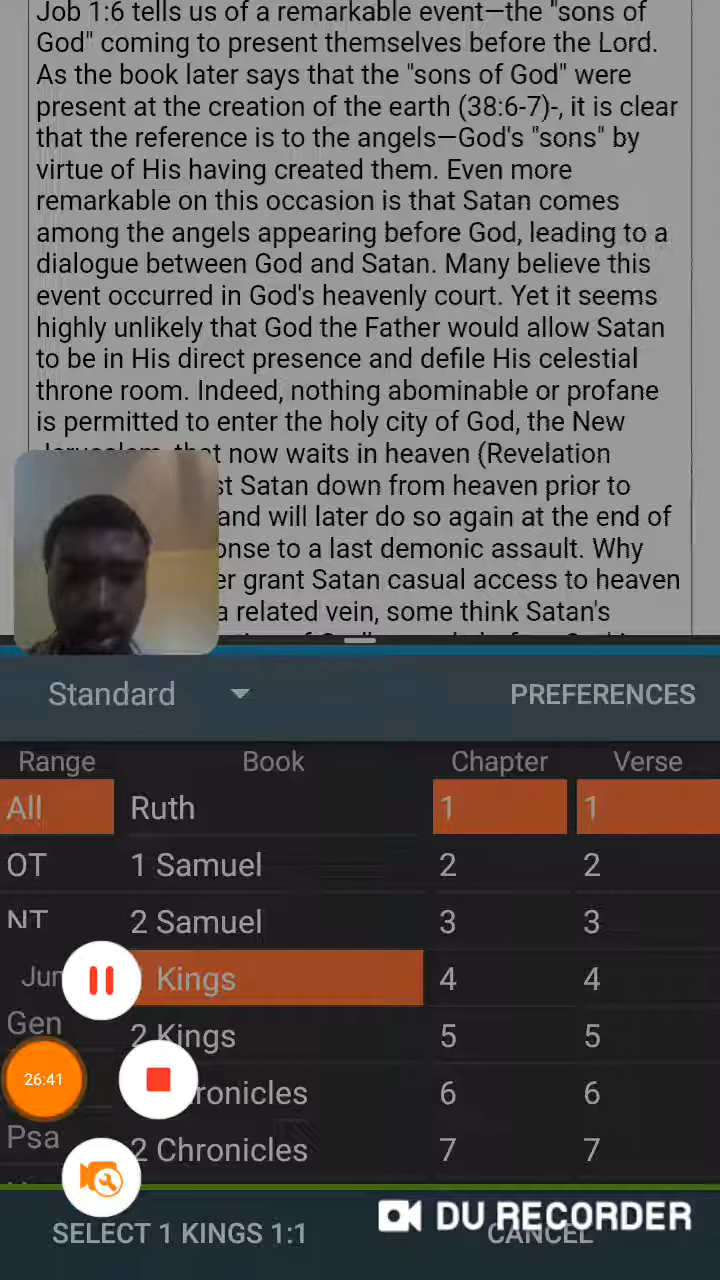 Job 1:6 tells us of a remarkable event—the "sons of
God" coming to present themselves before the Lord.
As the book later says that the "sons of God" were
present at the creation of the earth (38:6-7)-, it is clear
that the reference is to the angels—God's "sons" by
virtue of His having created them. Even more
remarkable on this occasion is that Satan comes
among the angels appearing before God, leading to a
dialogue between God and Satan. Many believe this
event occurred in God's heavenly court. Yet it seems
highly unlikely that God the Father would allow Satan
to be in His direct presence and defile His celestial
throne room. Indeed, nothing abominable or profane
is permitted to enter the holy city of God, the New
that now waits in heaven (Revelation
st Satan down from heaven prior to
and will later do so again at the end of
onse to a last demonic assault. Why
er grant Satan casual access to heaven
a related vein, some think Satan's
Standard PREFERENCES
Range Book Chapter Verse
All Ruth 1 1
OT 1 Samuel 2 2
NT 2 Samuel 3 3
Jun Kings 4 4
Gen 2 Kings 5 5
26:41 ronicles 6 6
Psa 2 Chronicles 7 7
SELECT 1 KINGS 1:1 CANCEL
DU RECORDER